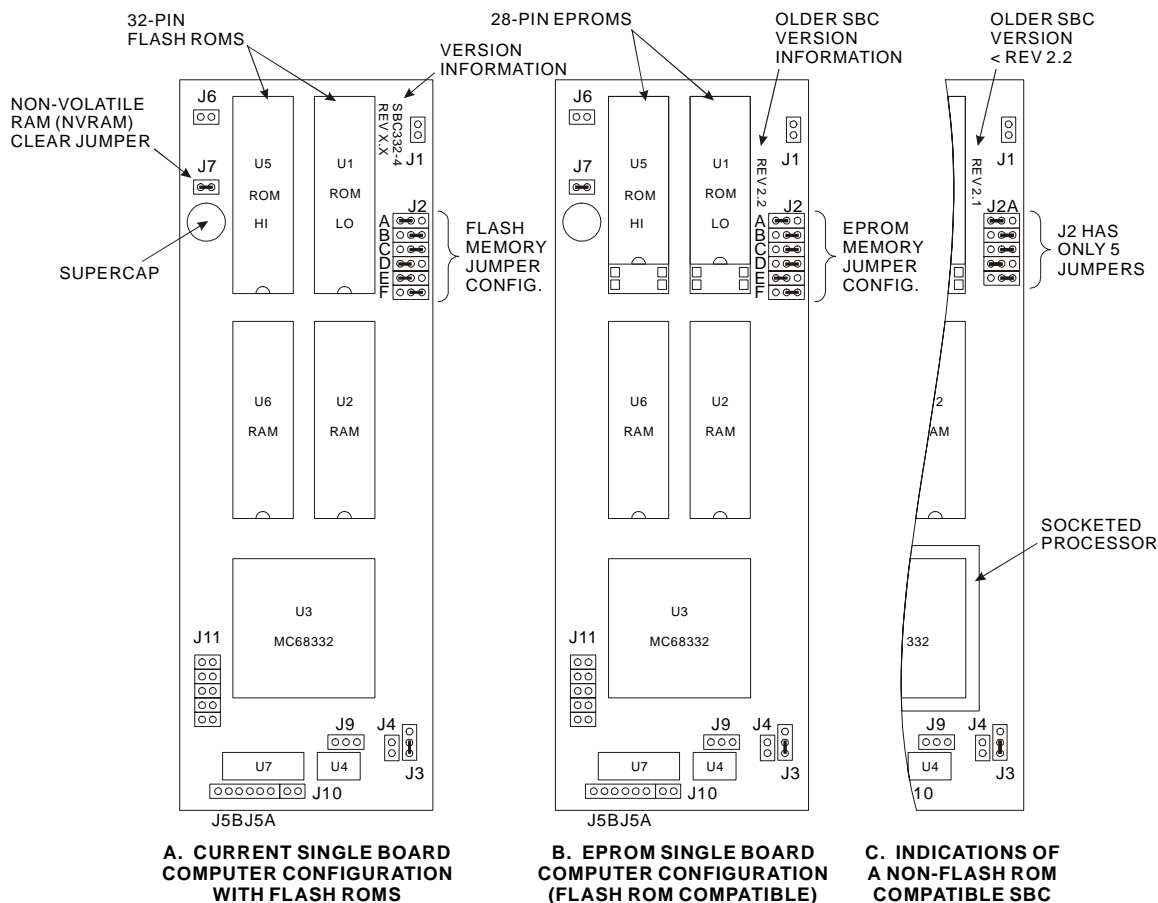 32-PIN
FLASH ROMS
VERSION
INFORMATION
NON-VOLATILE
RAM (NVRAM)
CLEAR JUMPER
J6
J7
SUPERCAP
U5
ROM
HI
U1
ROM
LO
SBC332-4
REV X.X
J1
J2
A
B
C
D
E
F
FLASH
MEMORY
JUMPER
CONFIG.
U6
RAM
U2
RAM
U3
MC68332
J11
J9
J4
J3
U7
U4
J10
J5BJ5A
A. CURRENT SINGLE BOARD
COMPUTER CONFIGURATION
WITH FLASH ROMS
28-PIN EPROMS
OLDER SBC
VERSION
INFORMATION
J6
J7
U5
ROM
HI
U1
ROM
LO
REV 2.2
J1
J2
A
B
C
D
E
F
EPROM
MEMORY
JUMPER
CONFIG.
U6
RAM
U2
RAM
U3
MC68332
J11
J9
J4
J3
U7
U4
J10
J5BJ5A
B. EPROM SINGLE BOARD
COMPUTER CONFIGURATION
(FLASH ROM COMPATIBLE)
OLDER SBC
VERSION
< REV 2.2
REV 2.1
J1
J2A
J2 HAS
ONLY 5
JUMPERS
2
AM
SOCKETED
PROCESSOR
332
J9
J4
J3
U4
10
C. INDICATIONS OF
A NON-FLASH ROM
COMPATIBLE SBC